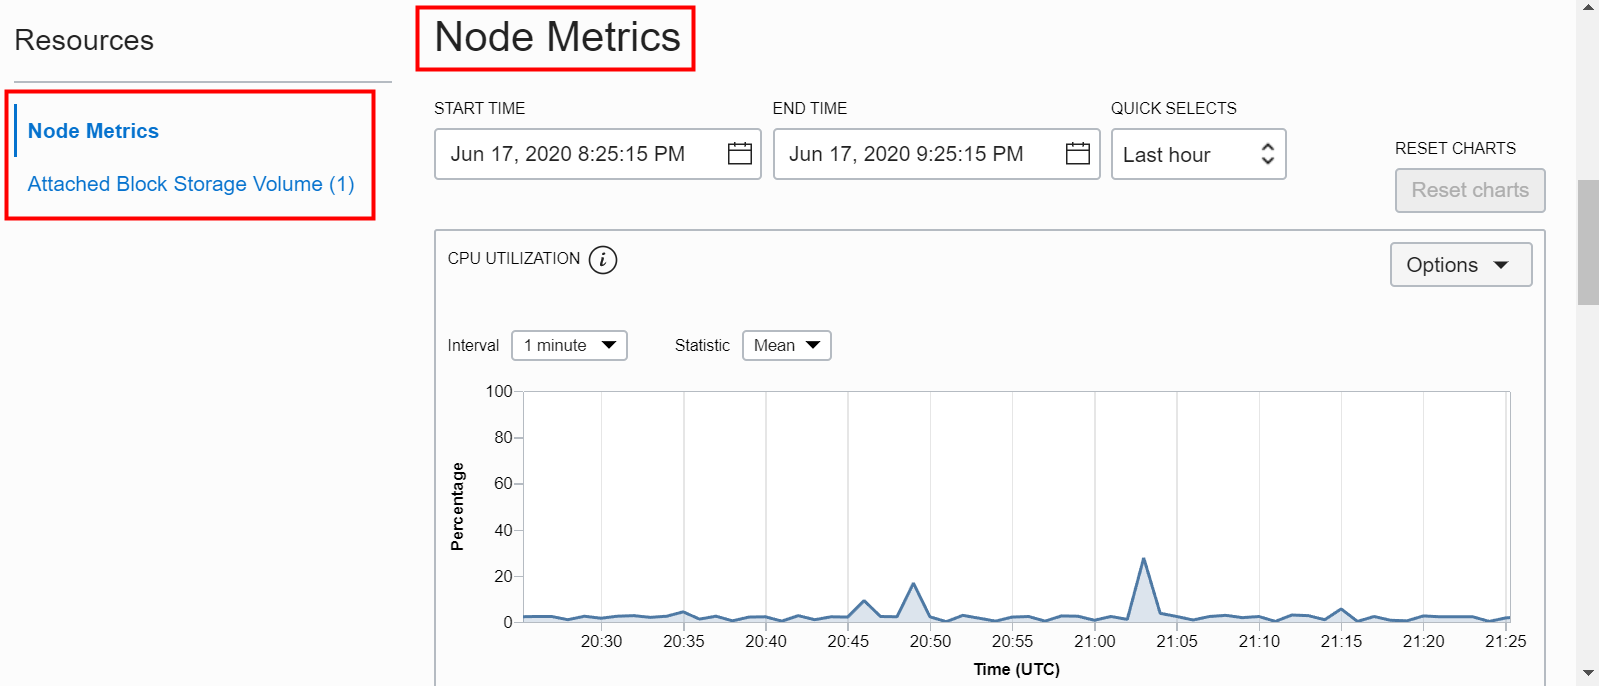 Resources
Node Metrics
Attached Block Storage Volume (1)
Node Metrics
START TIME
END TIME
QUICK SELECTS
Jun 17, 2020 8:25:15 PM
Jun 17, 2020 9:25:15 PM
Last hour
RESET CHARTS
Reset charts
CPU UTILIZATION i
Options
Interval 1 minute
Statistic Mean
Percentage
100
80
60
40
20
0
20:30 20:35 20:40 20:45 20:50 20:55 21:00 21:05 21:10 21:15 21:20 21:25
Time (UTC)